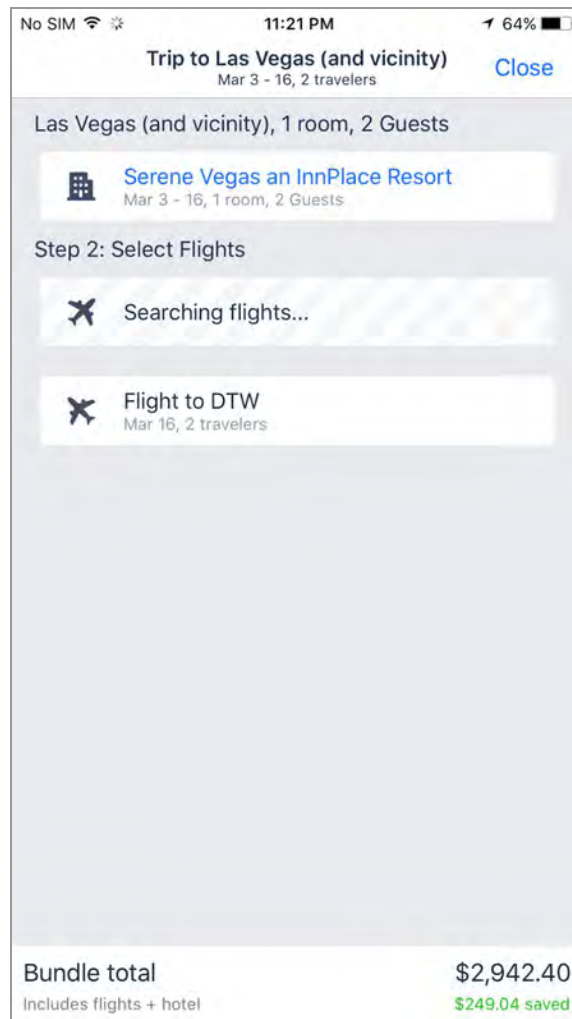 No SIM 11:21 PM 64%
Trip to Las Vegas (and vicinity)
Mar 3 - 16, 2 travelers
Close
Las Vegas (and vicinity), 1 room, 2 Guests
Serene Vegas an InnPlace Resort
Mar 3 - 16, 1 room, 2 Guests
Step 2: Select Flights
Searching flights...
Flight to DTW
Mar 16, 2 travelers
Bundle total $2,942.40
Includes flights + hotel $249.04 saved